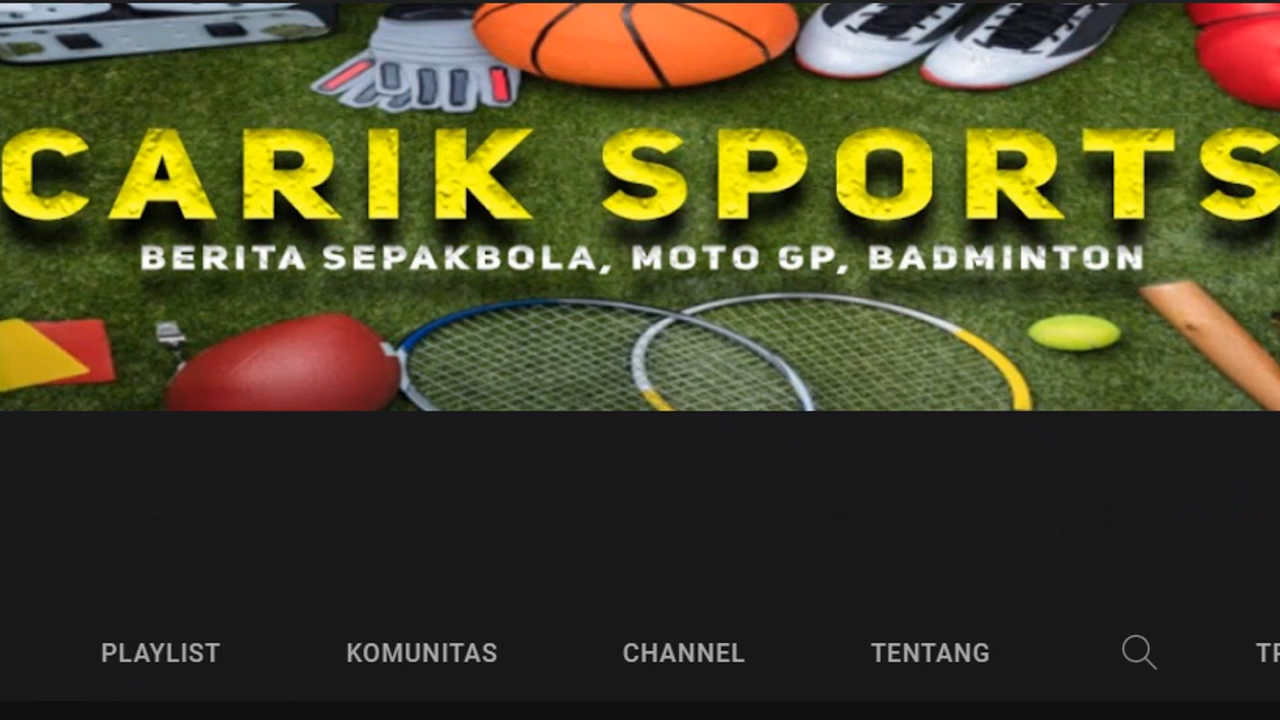 CARIK SPORTS
BERITA SEPAKBOLA, MOTO GP, BADMINTON
PLAYLIST KOMUNITAS CHANNEL TENTANG